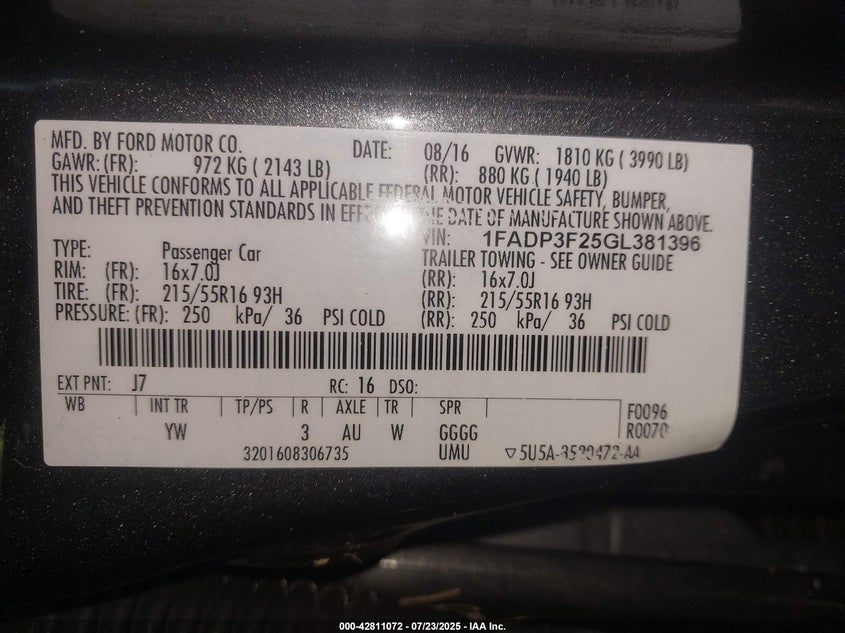 MFD. BY FORD MOTOR CO. DATE: 08/16 GVWR: 1810 KG ( 3990 LB)
GAWR: (FR): 972 KG ( 2143 LB) (RR): 880 KG ( 1940 LB)
THIS VEHICLE CONFORMS TO ALL APPLICABLE FEDERAL MOTOR VEHICLE SAFETY, BUMPER,
AND THEFT PREVENTION STANDARDS IN EFFECT THE DATE OF MANUFACTURE SHOWN ABOVE.
VIN: 1FADP3F25GL381396
TYPE: Passenger Car TRAILER TOWING - SEE OWNER GUIDE
RIM: (FR): 16x7.0J (RR): 16x7.0J
TIRE: (FR): 215/55R16 93H (RR): 215/55R16 93H
PRESSURE: (FR): 250 kPa/ 36 PSI COLD (RR): 250 kPa/ 36 PSI COLD
EXT PNT: J7 RC: 16 DSO:
WB INT TR TP/PS R AXLE TR SPR F0096
YW 3 AU W GGGG R0070
3201608306735 UMU ▽5U5A-
000-42811072 - 07/23/2025 - IAA Inc.